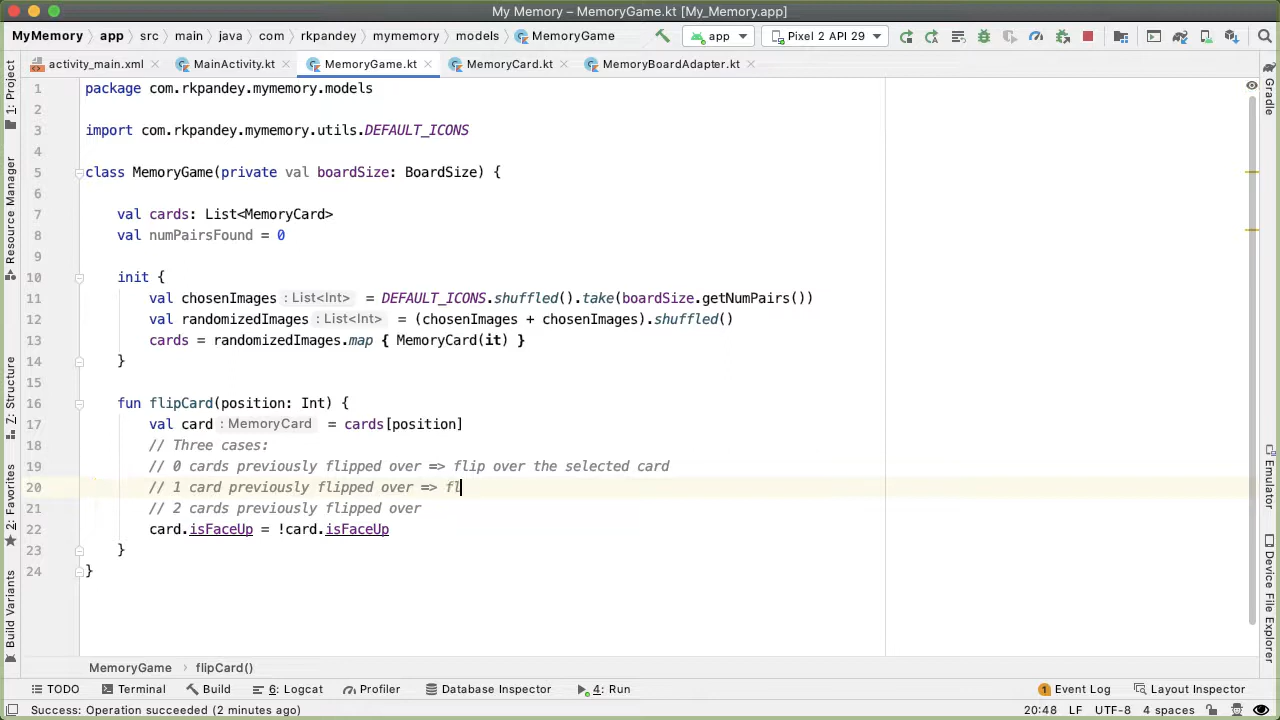 My Memory – MemoryGame.kt [My_Memory.app]
MyMemory app src main java com rkpandey mymemory models MemoryGame app Pixel 2 API 29
activity_main.xml MainActivity.kt MemoryGame.kt MemoryCard.kt MemoryBoardAdapter.kt
1 package com.rkpandey.mymemory.models
2
3 import com.rkpandey.mymemory.utils.DEFAULT_ICONS
4
5 class MemoryGame(private val boardSize: BoardSize) {
6
7 val cards: List<MemoryCard>
8 val numPairsFound = 0
9
10 init {
11 val chosenImages : List<Int> = DEFAULT_ICONS.shuffled().take(boardSize.getNumPairs())
12 val randomizedImages : List<Int> = (chosenImages + chosenImages).shuffled()
13 cards = randomizedImages.map { MemoryCard(it) }
14 }
15
16 fun flipCard(position: Int) {
17 val card : MemoryCard = cards[position]
18 // Three cases:
19 // 0 cards previously flipped over => flip over the selected card
20 // 1 card previously flipped over => fl
21 // 2 cards previously flipped over
22 card.isFaceUp = !card.isFaceUp
23 }
24 }
1: Project
Resource Manager
7: Structure
2: Favorites
Build Variants
Gradle
Emulator
Device File Explorer
MemoryGame flipCard()
TODO Terminal Build 6: Logcat Profiler Database Inspector 4: Run 1 Event Log Layout Inspector
Success: Operation succeeded (2 minutes ago) 20:48 LF UTF-8 4 spaces